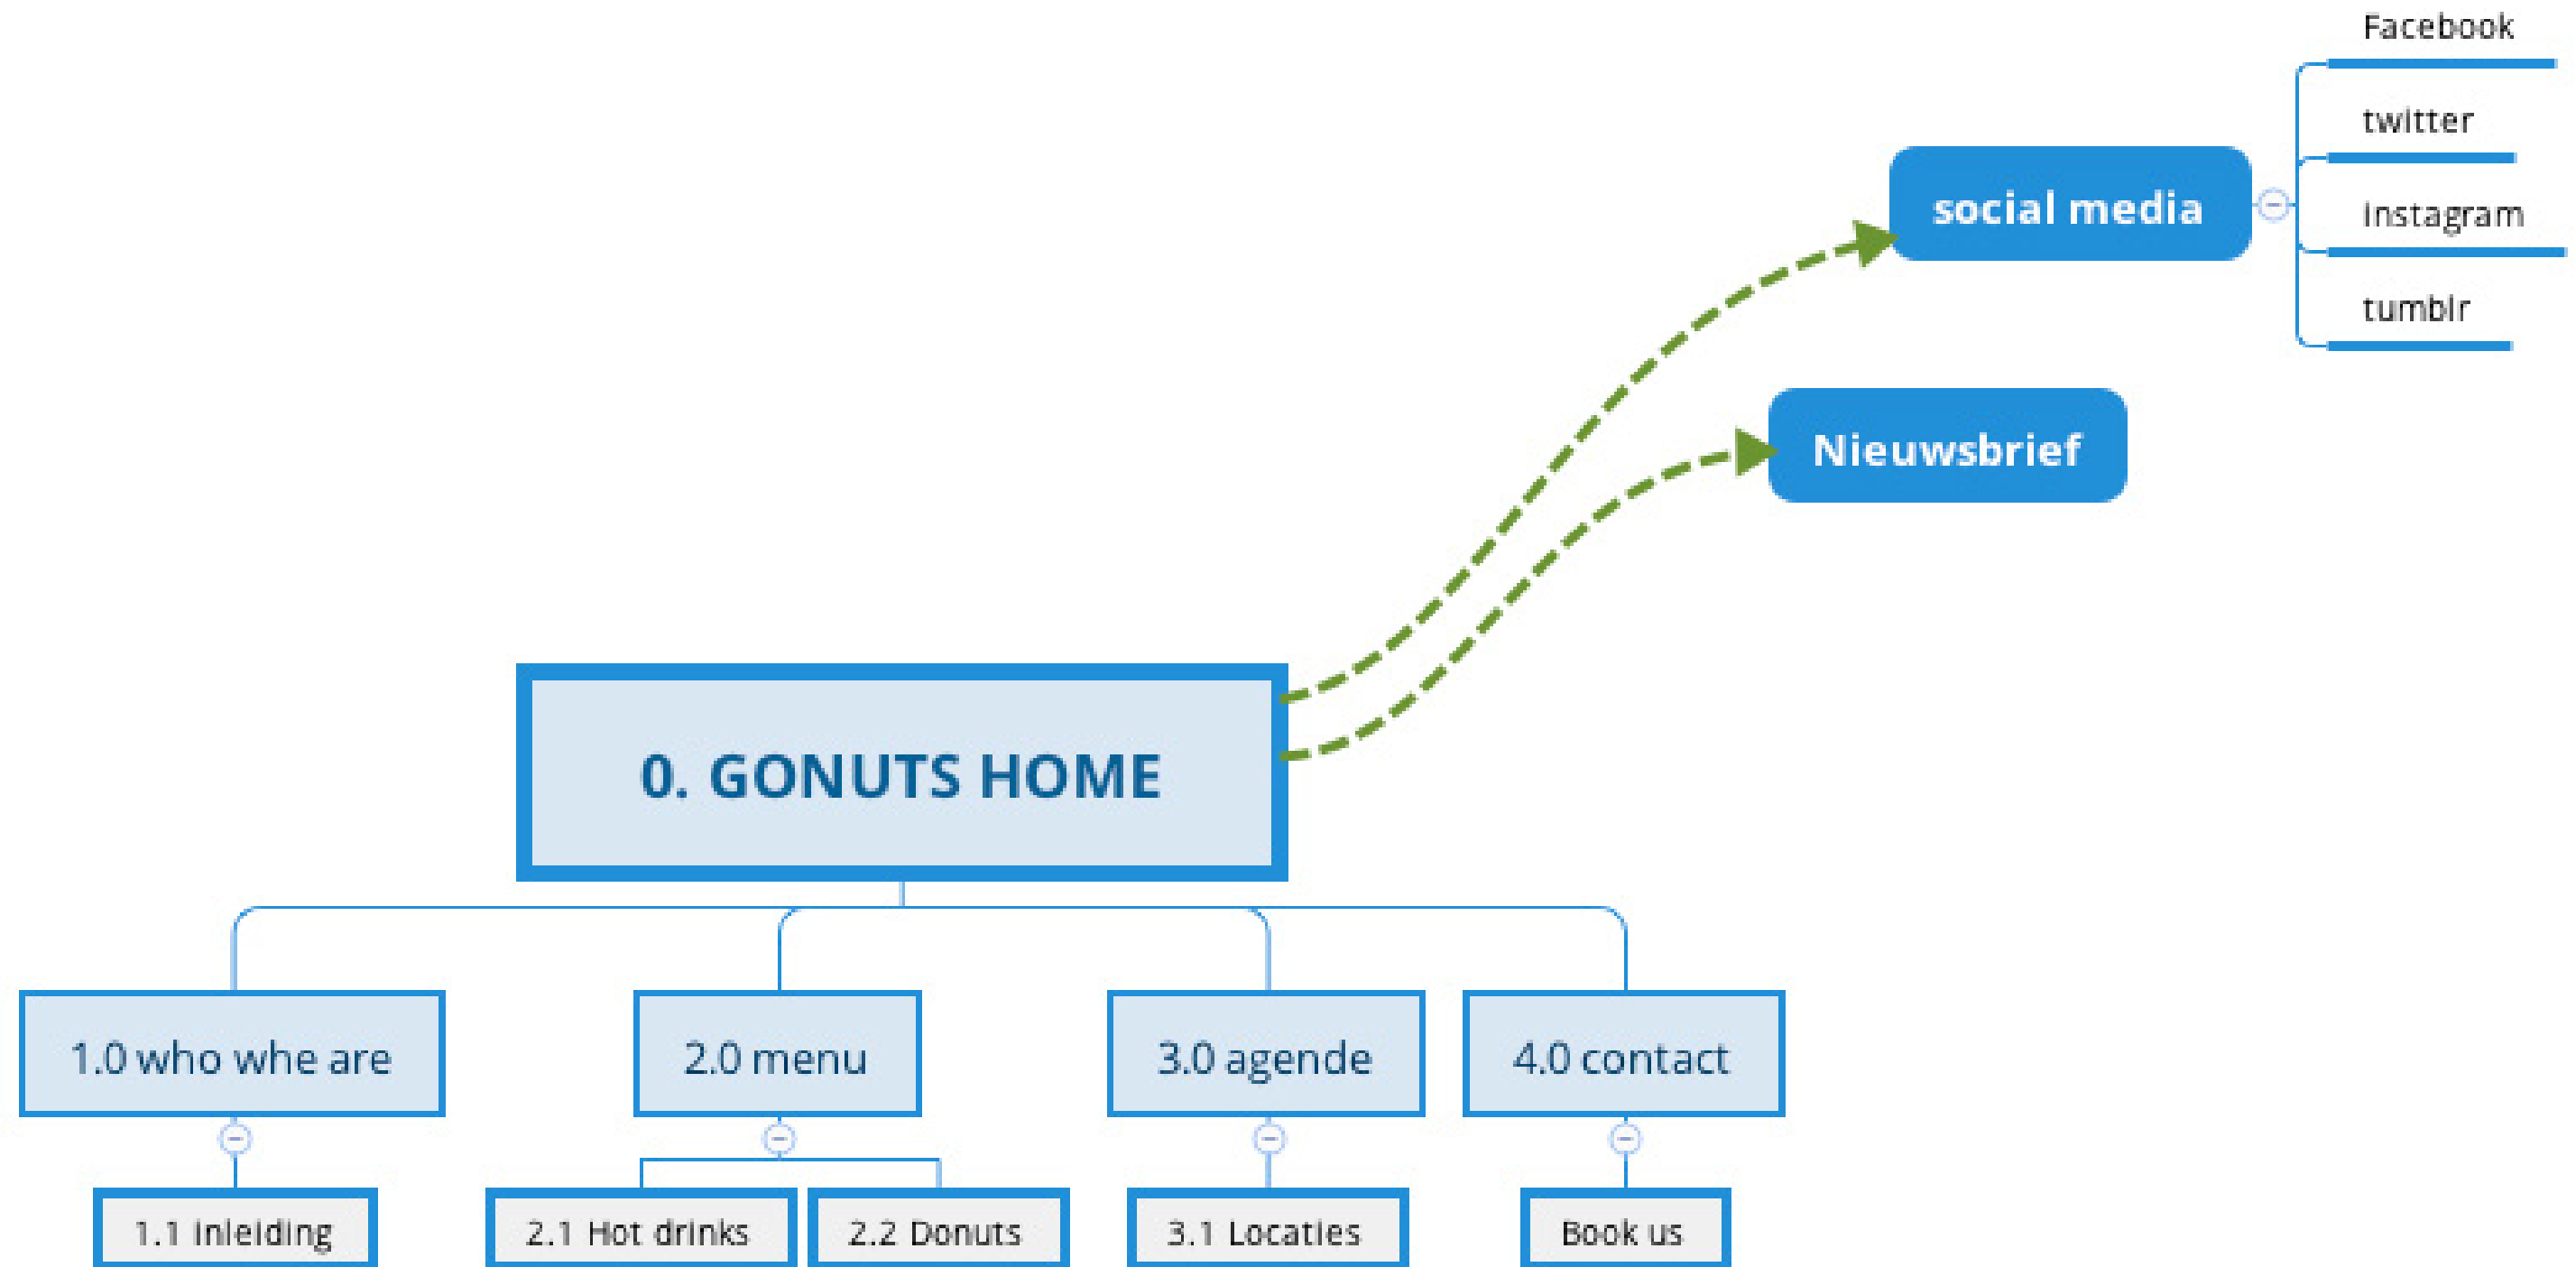 Facebook
twitter
social media
instagram
tumblr
Nieuwsbrief
0. GONUTS HOME
1.0 who whe are
2.0 menu
3.0 agende
4.0 contact
1.1 inleiding
2.1 Hot drinks
2.2 Donuts
3.1 Locaties
Book us